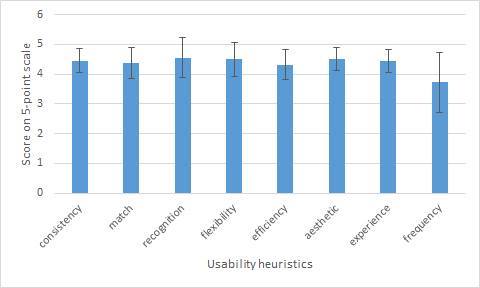 6
5
4
3
2
1
0
Score on 5-point scale
consistency
match
recognition
flexibility
efficiency
aesthetic
experience
frequency
Usability heuristics